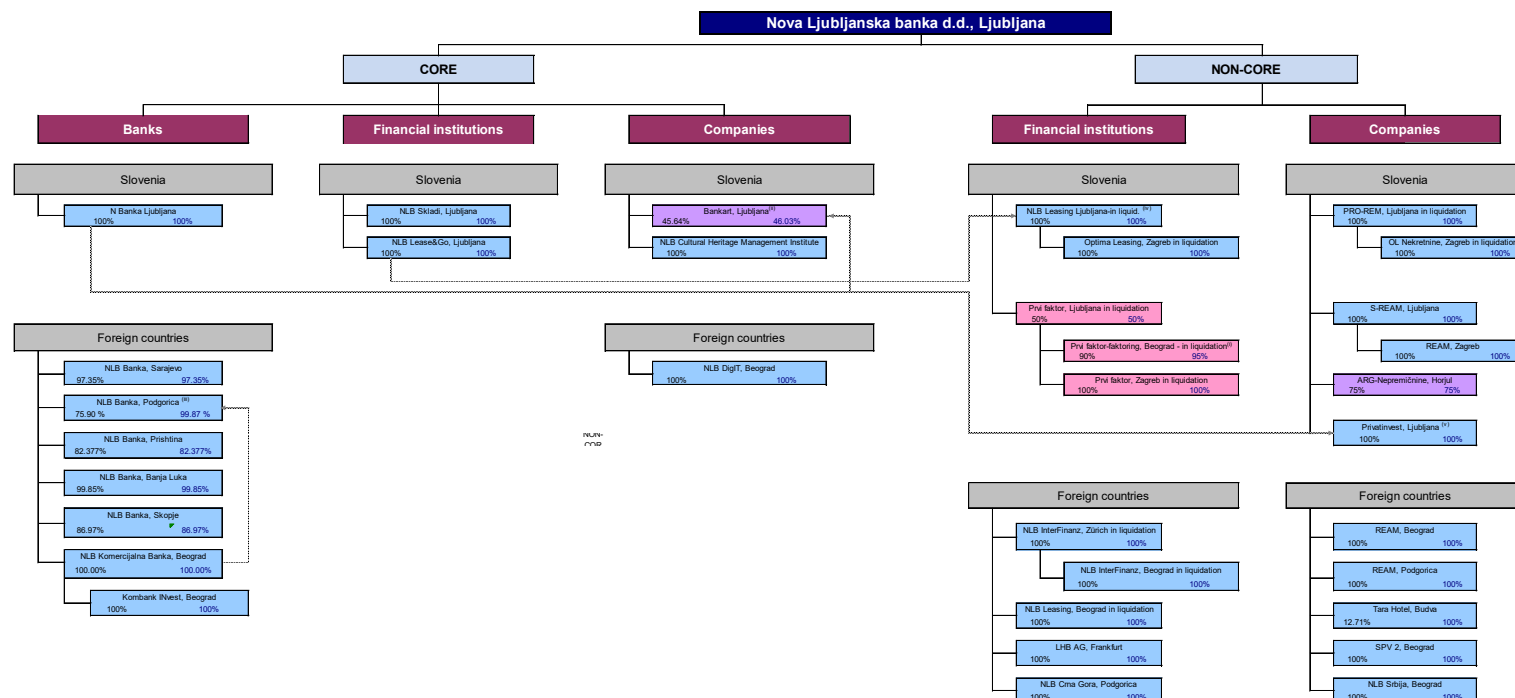 Nova Ljubljanska banka d.d., Ljubljana
CORE
NON-CORE
Banks
Financial institutions
Companies
Financial institutions
Companies
Slovenia
Slovenia
Slovenia
Slovenia
Slovenia
N Banka Ljubljana
100% 100%
NLB Skladi, Ljubljana
100% 100%
NLB Lease&Go, Ljubljana
100% 100%
Bankart, Ljubljana(ii)
45.64% 46.03%
NLB Cultural Heritage Management Institute
100% 100%
NLB Leasing Ljubljana-in liquid. (iv)
100% 100%
Optima Leasing, Zagreb in liquidation
100% 100%
PRO-REM, Ljubljana in liquidation
100% 100%
OL Nekretnine, Zagreb in liquidation
100% 100%
Prvi faktor, Ljubljana in liquidation
50% 50%
Prvi faktor-faktoring, Beograd - in liquidation(i)
90% 95%
Prvi faktor, Zagreb in liquidation
100% 100%
S-REAM, Ljubljana
100% 100%
REAM, Zagreb
100% 100%
ARG-Nepremičnine, Horjul
75% 75%
Privatinvest, Ljubljana (v)
100% 100%
Foreign countries
Foreign countries
NLB Banka, Sarajevo
97.35% 97.35%
NLB Banka, Podgorica (iii)
75.90 % 99.87 %
NLB Banka, Prishtina
82.377% 82.377%
NLB Banka, Banja Luka
99.85% 99.85%
NLB Banka, Skopje
86.97% 86.97%
NLB Komercijalna Banka, Beograd
100.00% 100.00%
Kombank INvest, Beograd
100% 100%
NLB DigIT, Beograd
100% 100%
NON-
COR
Foreign countries
Foreign countries
NLB InterFinanz, Zürich in liquidation
100% 100%
NLB InterFinanz, Beograd in liquidation
100% 100%
NLB Leasing, Beograd in liquidation
100% 100%
LHB AG, Frankfurt
100% 100%
NLB Crna Gora, Podgorica
100% 100%
REAM, Beograd
100% 100%
REAM, Podgorica
100% 100%
Tara Hotel, Budva
12.71% 100%
SPV 2, Beograd
100% 100%
NLB Srbija, Beograd
100% 100%